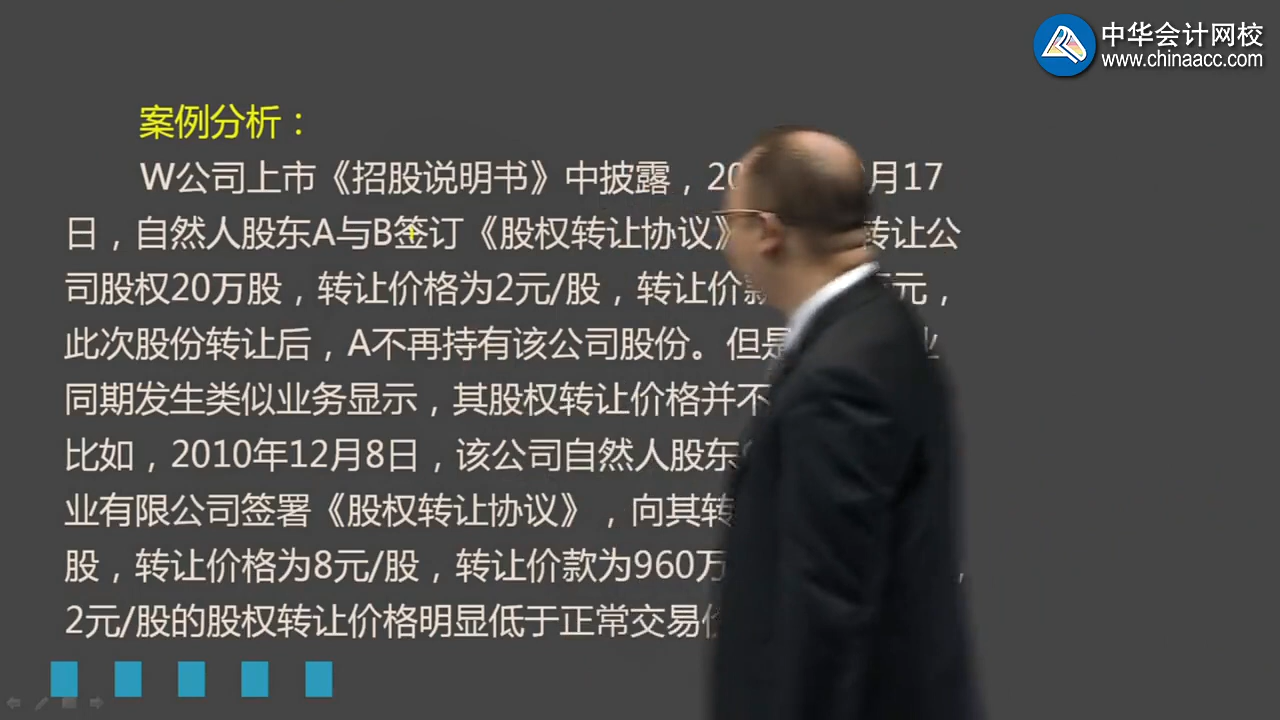 中华会计网校
www.chinaacc.com
案例分析：
W公司上市《招股说明书》中披露，20 月17
日，自然人股东A与B签订《股权转让协议》 转让公
司股权20万股，转让价格为2元/股，转让价款 元，
此次股份转让后，A不再持有该公司股份。但是 业
同期发生类似业务显示，其股权转让价格并不
比如，2010年12月8日，该公司自然人股东
业有限公司签署《股权转让协议》，向其转
股，转让价格为8元/股，转让价款为960万 ，
2元/股的股权转让价格明显低于正常交易价